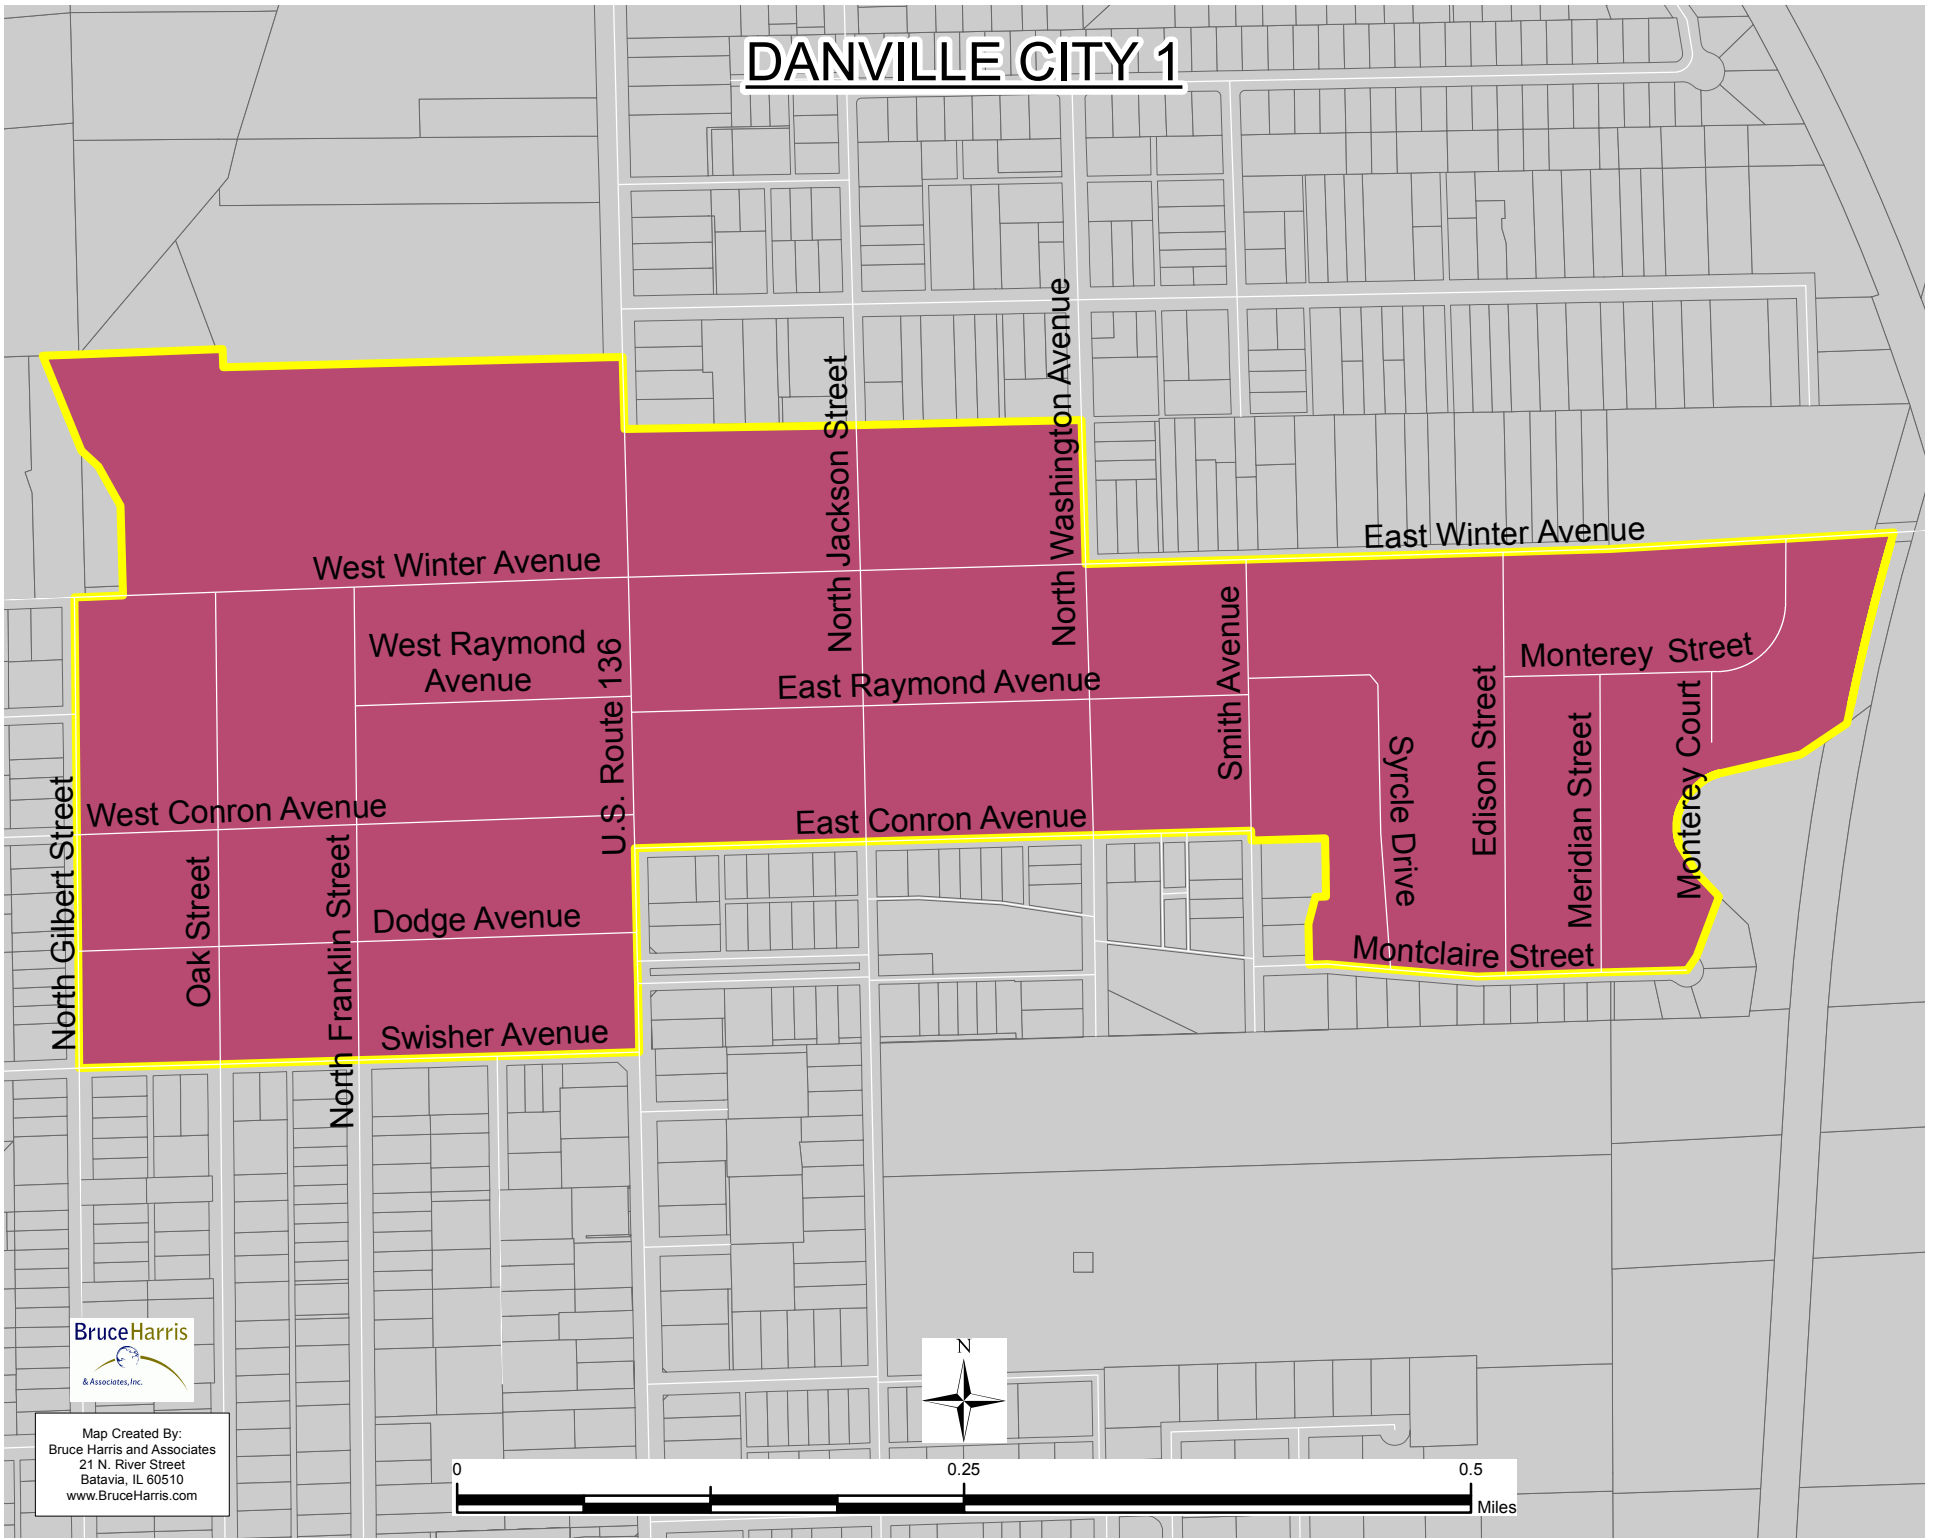 DANVILLE CITY 1
North Washington Avenue
North Jackson Street
East Winter Avenue
West Winter Avenue
West Raymond
Avenue
U.S. Route 136
East Raymond Avenue
Smith Avenue
Monterey Street
Edison Street
Monterey Court
Meridian Street
Syrcle Drive
North Gilbert Street
West Conron Avenue
East Conron Avenue
Oak Street
North Franklin Street
Dodge Avenue
Montclaire Street
Swisher Avenue
BruceHarris
& Associates, Inc.
N
Map Created By:
Bruce Harris and Associates
21 N. River Street
Batavia, IL 60510
www.BruceHarris.com
0 0.25 0.5
Miles